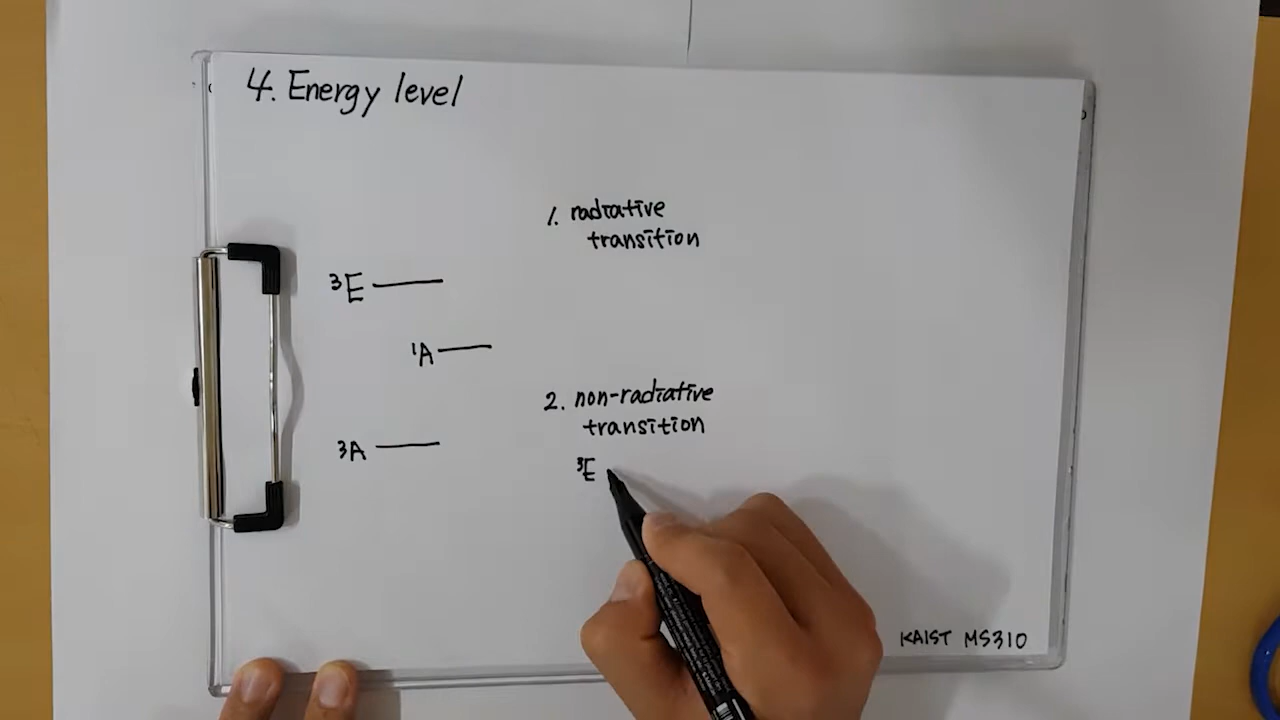 4. Energy level
1. radiative
transition
³E
¹A
2. non-radiative
transition
³A
³E
KAIST MS310